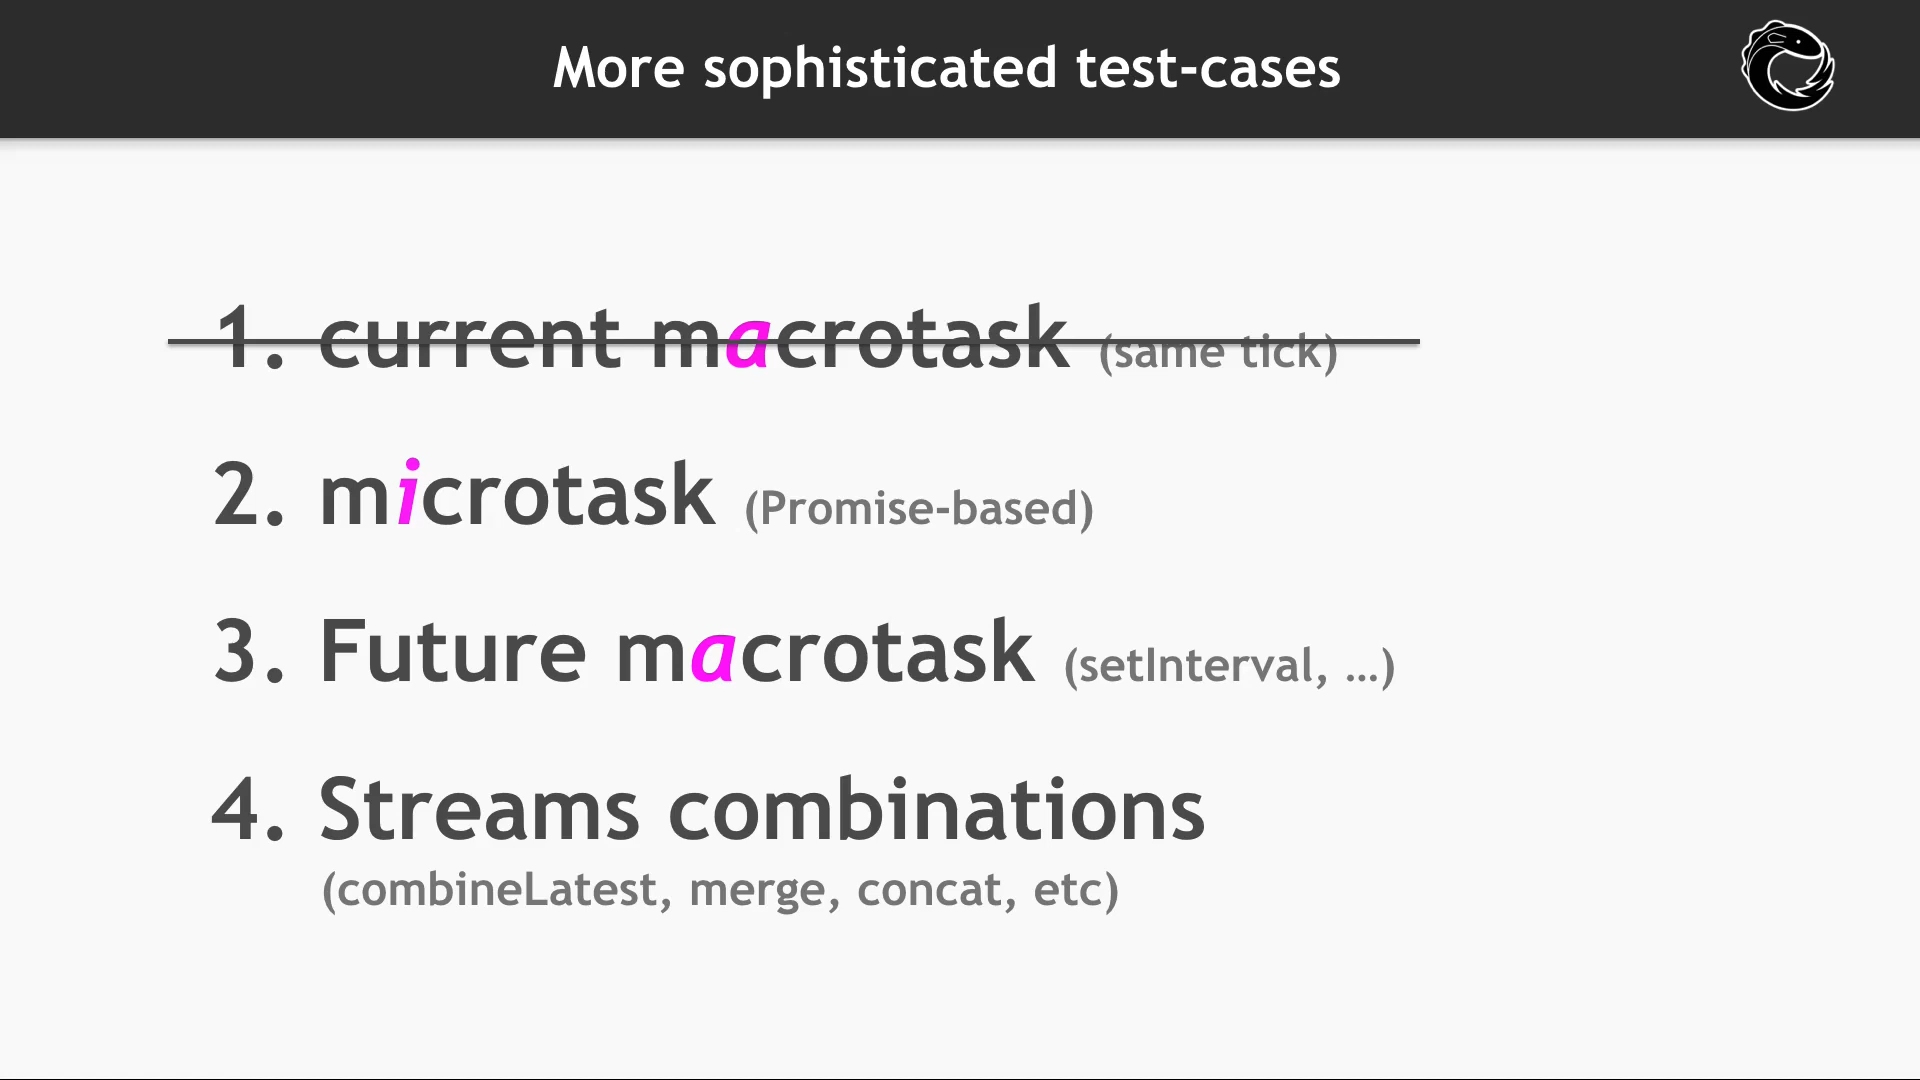 More sophisticated test-cases
1. current macrotask (same tick)
2. microtask (Promise-based)
3. Future macrotask (setInterval, …)
4. Streams combinations
(combineLatest, merge, concat, etc)